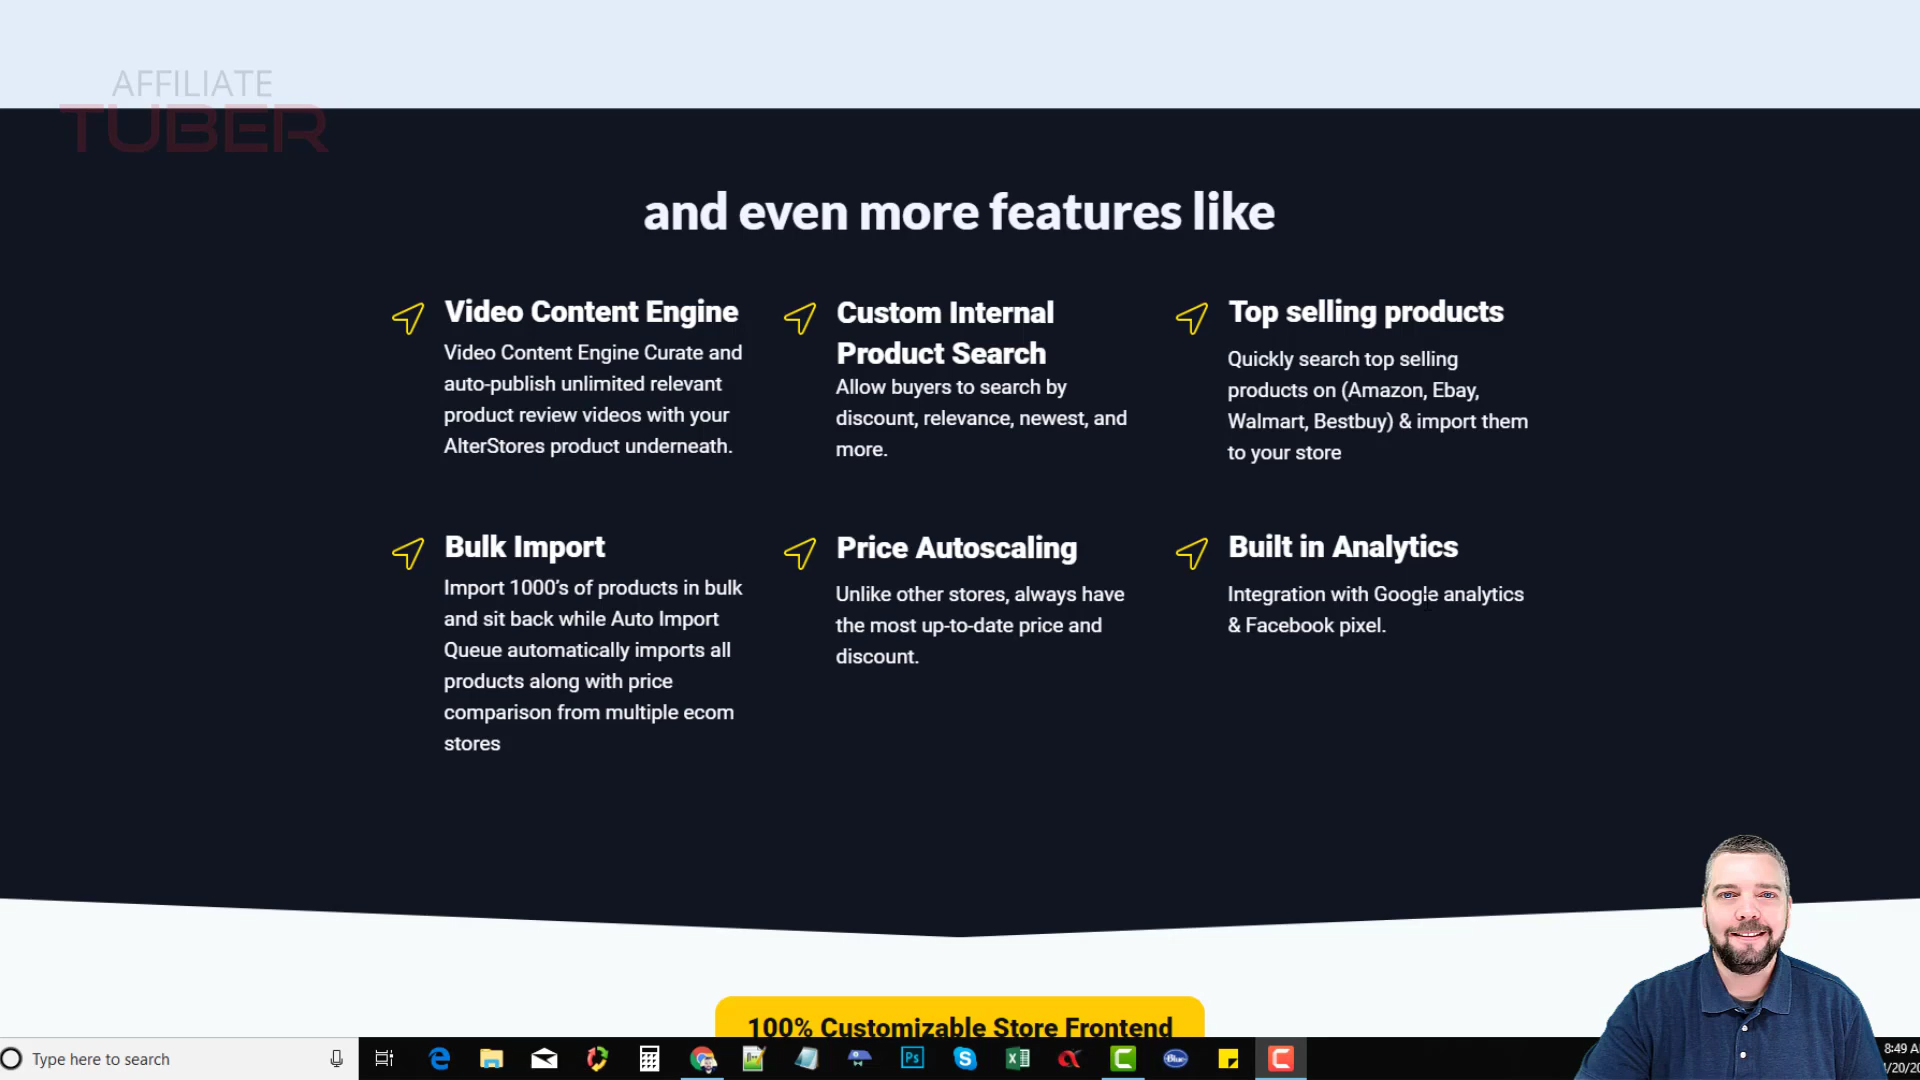 AFFILIATE
TUBER
and even more features like
Video Content Engine
Video Content Engine Curate and
auto-publish unlimited relevant
product review videos with your
AlterStores product underneath.
Custom Internal
Product Search
Allow buyers to search by
discount, relevance, newest, and
more.
Top selling products
Quickly search top selling
products on (Amazon, Ebay,
Walmart, Bestbuy) & import them
to your store
Bulk Import
Import 1000's of products in bulk
and sit back while Auto Import
Queue automatically imports all
products along with price
comparison from multiple ecom
stores
Price Autoscaling
Unlike other stores, always have
the most up-to-date price and
discount.
Built in Analytics
Integration with Google analytics
& Facebook pixel.
100% Customizable Store Frontend
Type here to search
Ps
Blue
8:49 A
/20/20